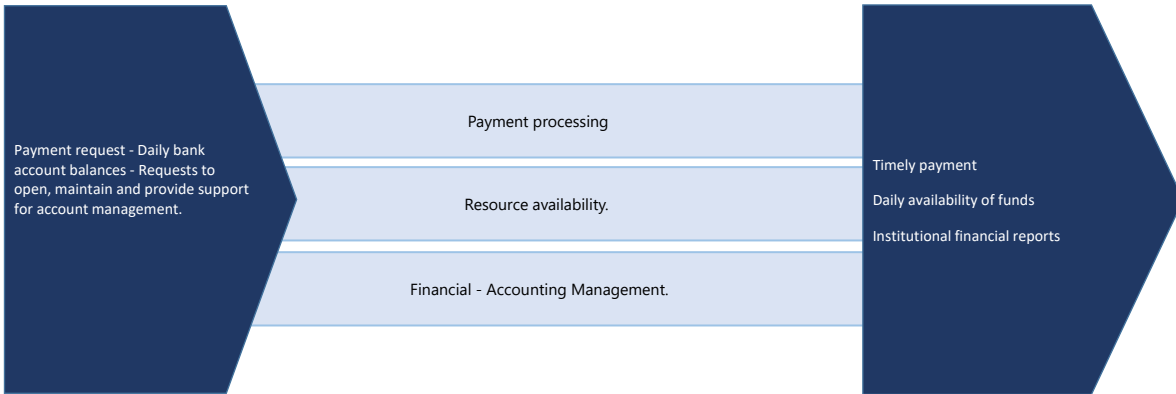 Payment request - Daily bank
account balances - Requests to
open, maintain and provide support
for account management.
Payment processing
Resource availability.
Financial - Accounting Management.
Timely payment
Daily availability of funds
Institutional financial reports